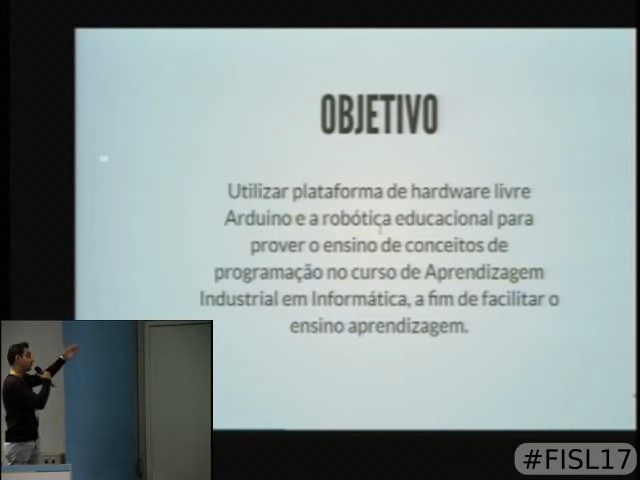 OBJETIVO
Utilizar plataforma de hardware livre
Arduino e a robótica educacional para
prover o ensino de conceitos de
programação no curso de Aprendizagem
Industrial em Informática, a fim de facilitar o
ensino aprendizagem.
#FISL17